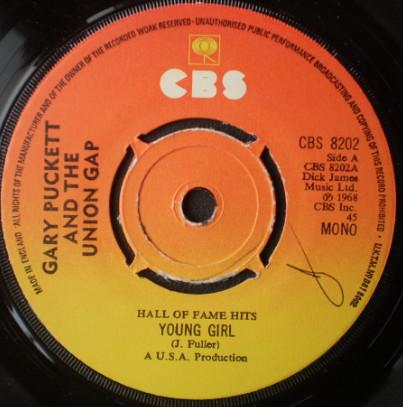 ALL RIGHTS OF THE MANUFACTURER AND OF THE OWNER OF THE RECORDED WORK RESERVED · UNAUTHORISED PUBLIC PERFORMANCE BROADCASTING AND COPYING OF THIS RECORD PROHIBITED ·
MADE IN ENGLAND
CBS
GARY PUCKETT
AND THE
UNION GAP
CBS 8202
Side A
CBS 8202A
Dick James
Music Ltd.
℗ 1968
CBS Inc.
45
MONO
HALL OF FAME HITS
YOUNG GIRL
(J. Fuller)
A U.S.A. Production